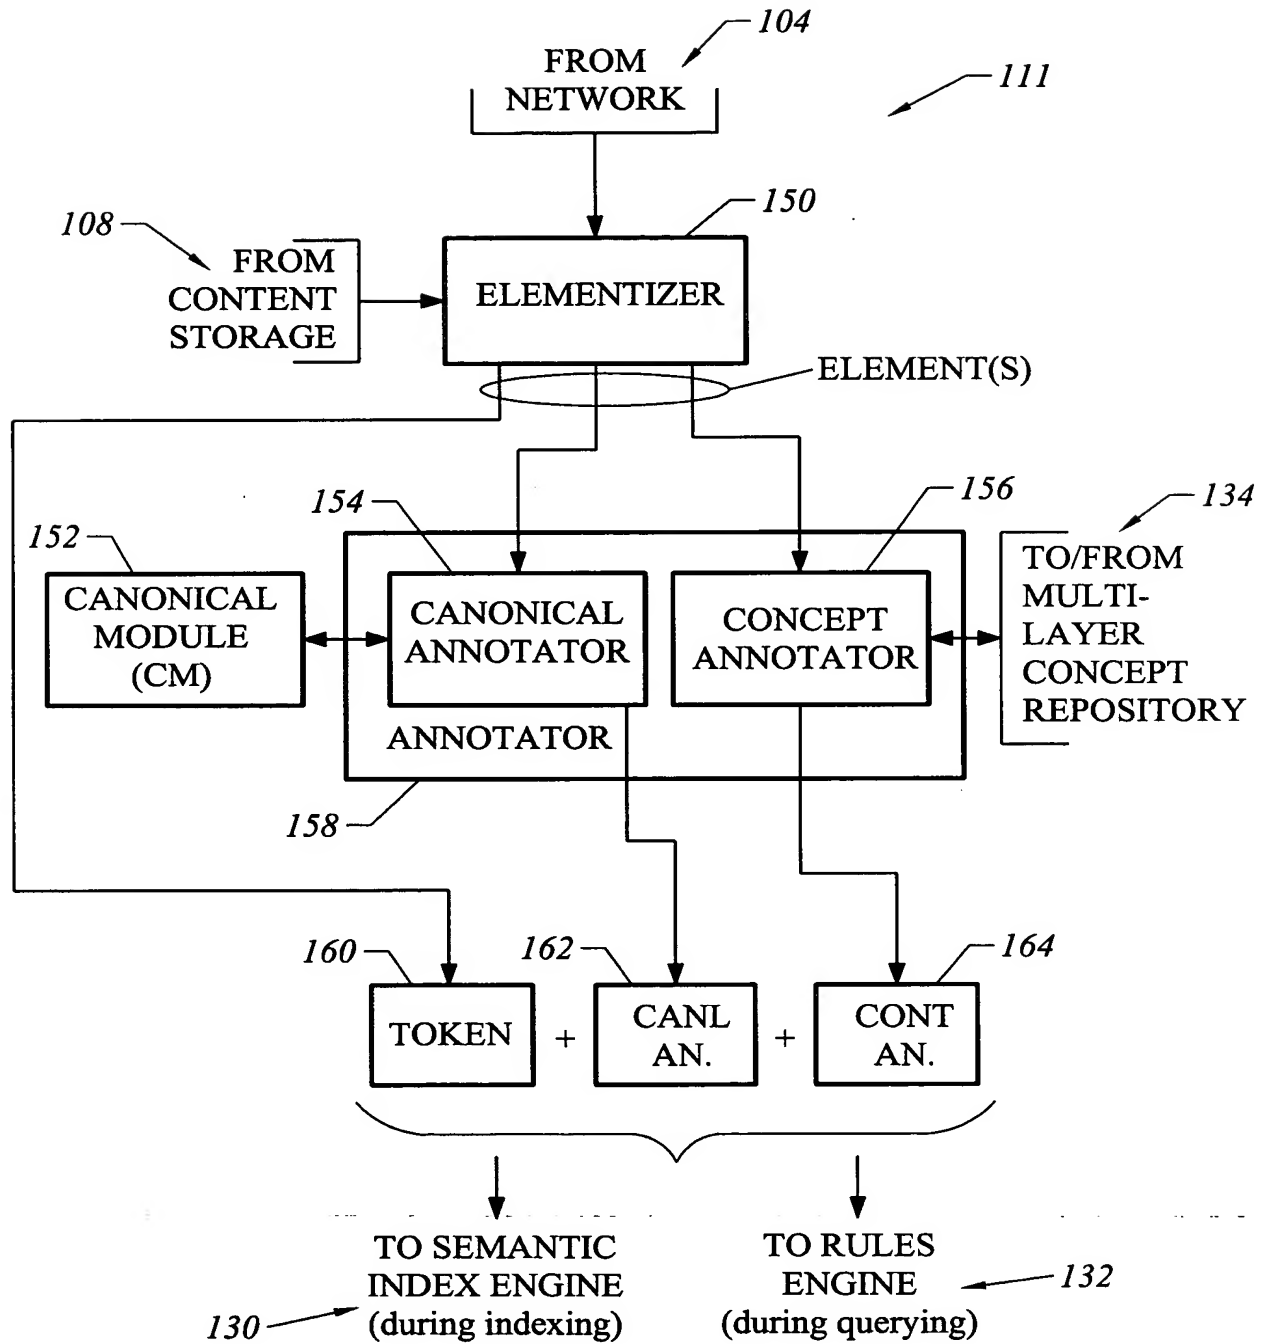 104
FROM
NETWORK
111
150
108
FROM
CONTENT
STORAGE
ELEMENTIZER
ELEMENT(S)
154
156
134
152
CANONICAL
MODULE
(CM)
CANONICAL
ANNOTATOR
CONCEPT
ANNOTATOR
TO/FROM
MULTI-
LAYER
CONCEPT
REPOSITORY
ANNOTATOR
158
160
162
164
TOKEN
+
CANL
AN.
+
CONT
AN.
TO SEMANTIC
INDEX ENGINE
(during indexing)
130
TO RULES
ENGINE
(during querying)
132